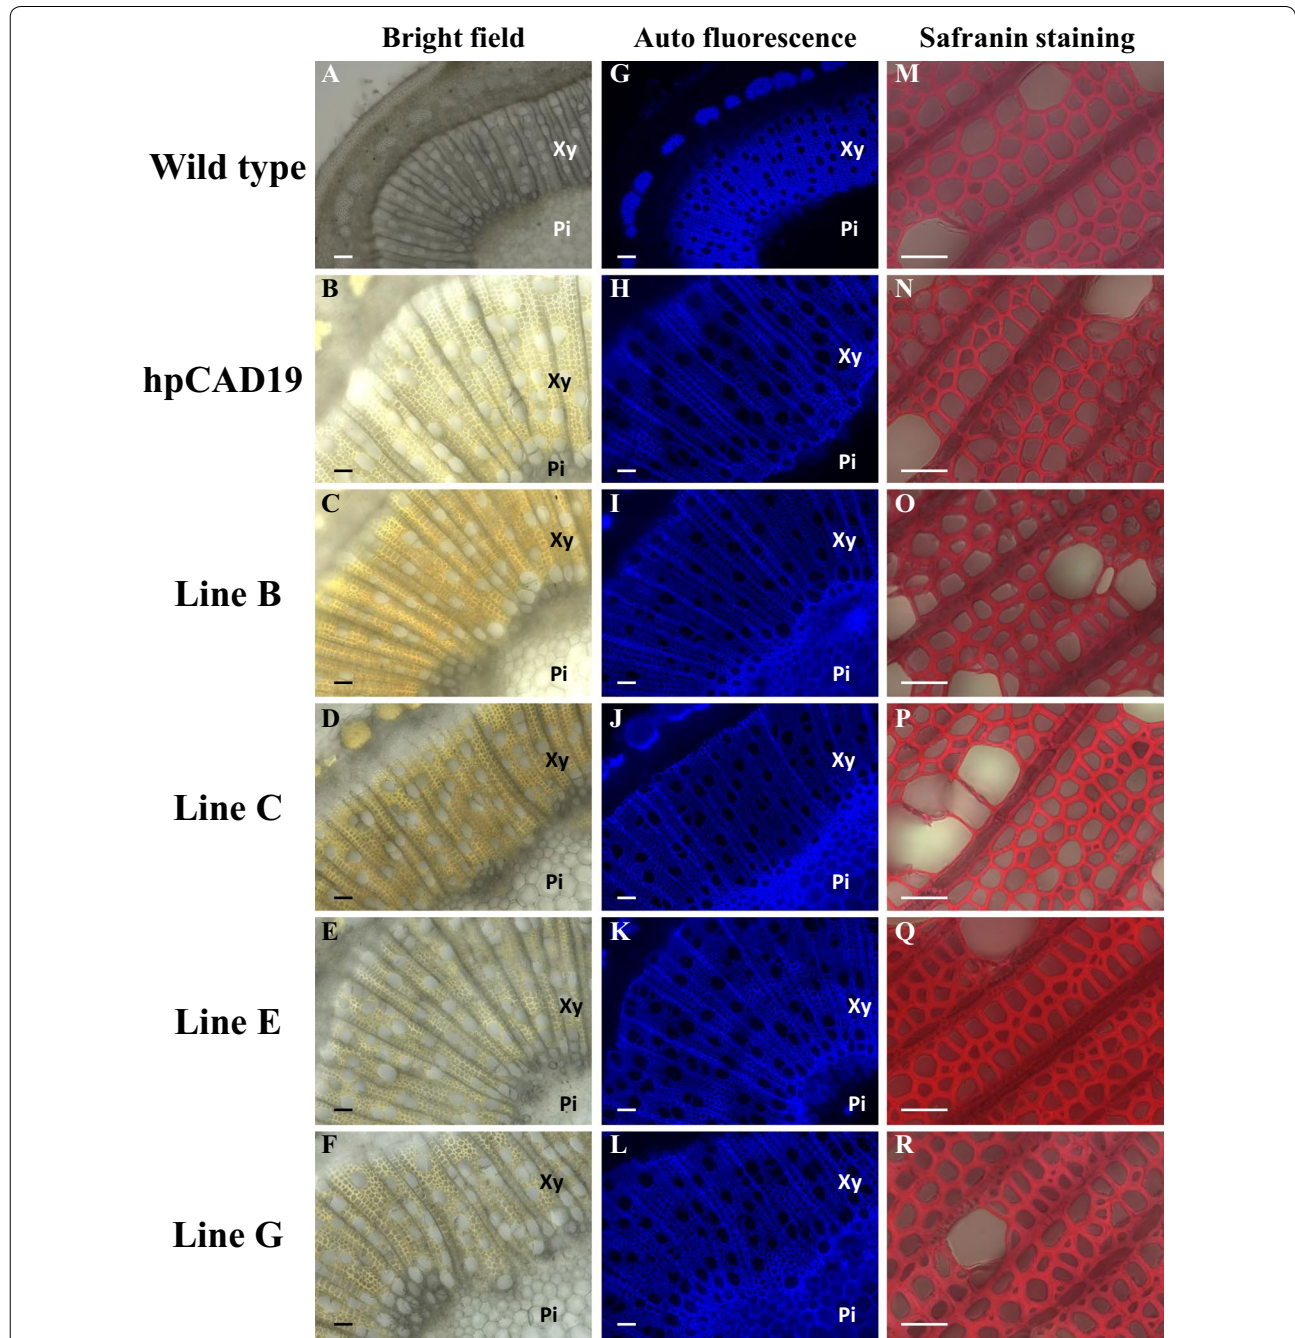 Bright field Auto fluorescence Safranin staining
Wild type
A Xy Pi
G Xy Pi
M
hpCAD19
B Xy Pi
H Xy Pi
N
Line B
C Xy Pi
I Xy Pi
O
Line C
D Xy Pi
J Xy Pi
P
Line E
E Xy Pi
K Xy Pi
Q
Line G
F Xy Pi
L Xy Pi
R